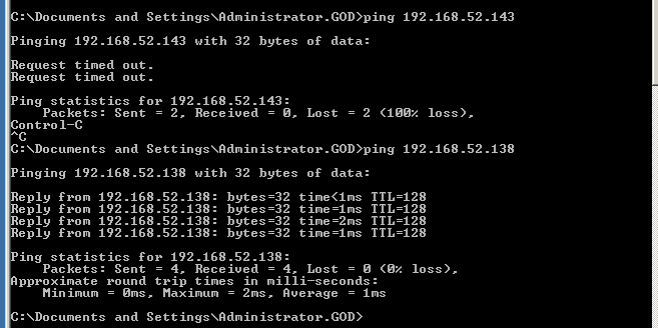 C:\Documents and Settings\Administrator.GOD>ping 192.168.52.143
Pinging 192.168.52.143 with 32 bytes of data:
Request timed out.
Request timed out.
Ping statistics for 192.168.52.143:
    Packets: Sent = 2, Received = 0, Lost = 2 (100% loss),
Control-C
^C
C:\Documents and Settings\Administrator.GOD>ping 192.168.52.138
Pinging 192.168.52.138 with 32 bytes of data:
Reply from 192.168.52.138: bytes=32 time<1ms TTL=128
Reply from 192.168.52.138: bytes=32 time=1ms TTL=128
Reply from 192.168.52.138: bytes=32 time=2ms TTL=128
Reply from 192.168.52.138: bytes=32 time=1ms TTL=128
Ping statistics for 192.168.52.138:
    Packets: Sent = 4, Received = 4, Lost = 0 (0% loss),
Approximate round trip times in milli-seconds:
    Minimum = 0ms, Maximum = 2ms, Average = 1ms
C:\Documents and Settings\Administrator.GOD>